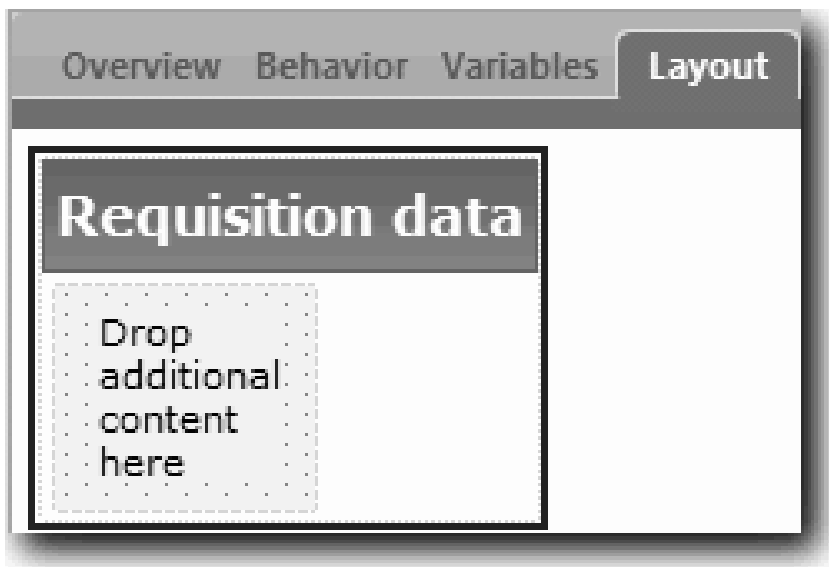 Overview Behavior Variables Layout
Requisition data
Drop
additional
content
here